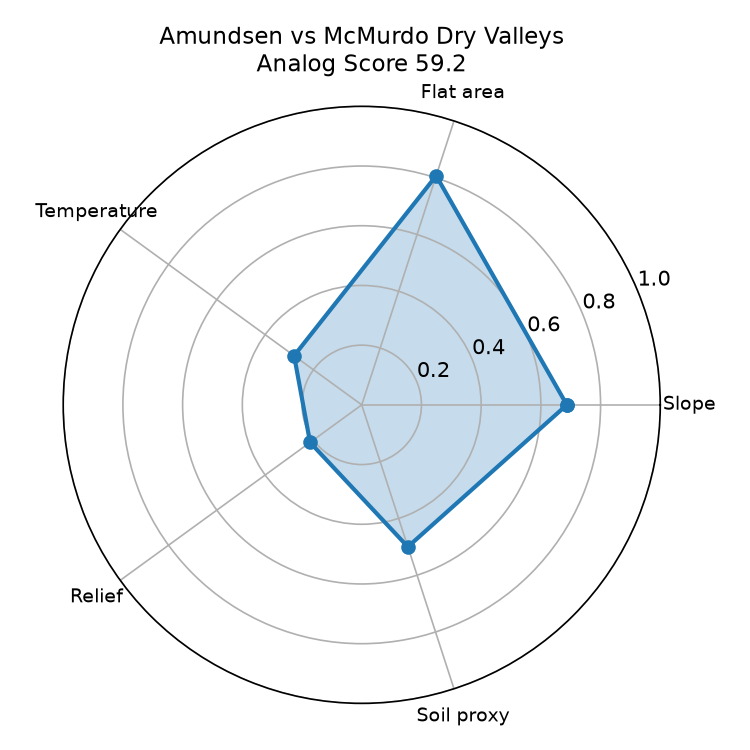 Amundsen vs McMurdo Dry Valleys
Analog Score 59.2
Flat area
Temperature
1.0
0.8
0.6
0.4
0.2
Slope
Relief
Soil proxy